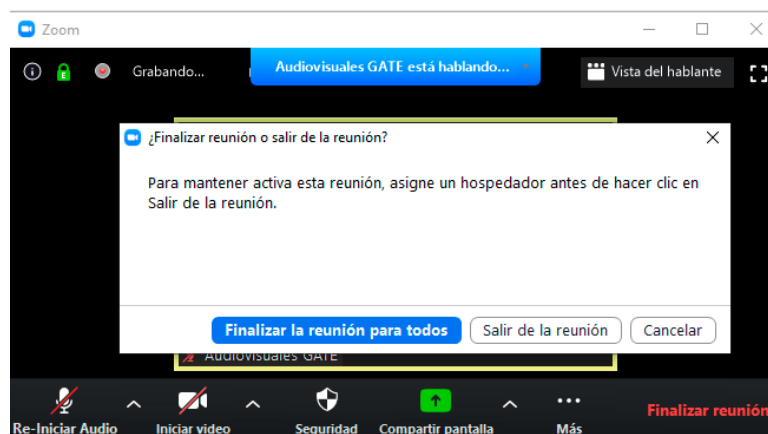 Zoom
Grabando...
Audiovisuales GATE está hablando...
Vista del hablante
¿Finalizar reunión o salir de la reunión?
Para mantener activa esta reunión, asigne un hospedador antes de hacer clic en
Salir de la reunión.
Finalizar la reunión para todos
Salir de la reunión
Cancelar
Audiovisuales GATE
Re-Iniciar Audio
Iniciar video
Seguridad
Compartir pantalla
Más
Finalizar reunión